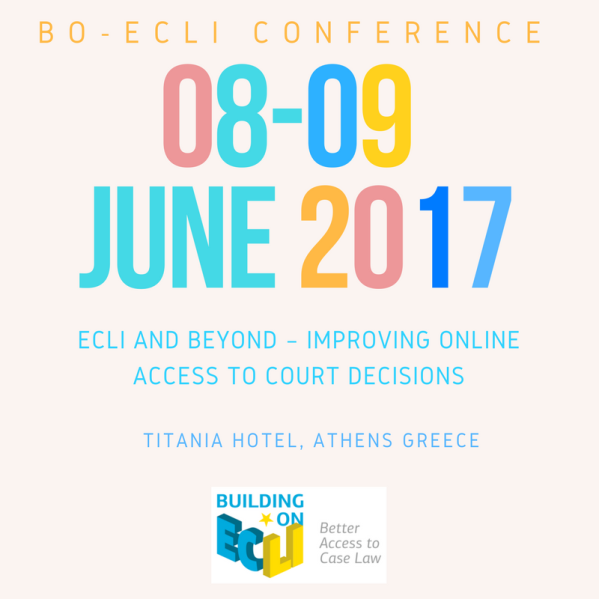 BO-ECLI CONFERENCE
08-09
JUNE 2017
ECLI AND BEYOND – IMPROVING ONLINE
ACCESS TO COURT DECISIONS
TITANIA HOTEL, ATHENS GREECE
BUILDING
ON
ECLI
Better
Access to
Case Law